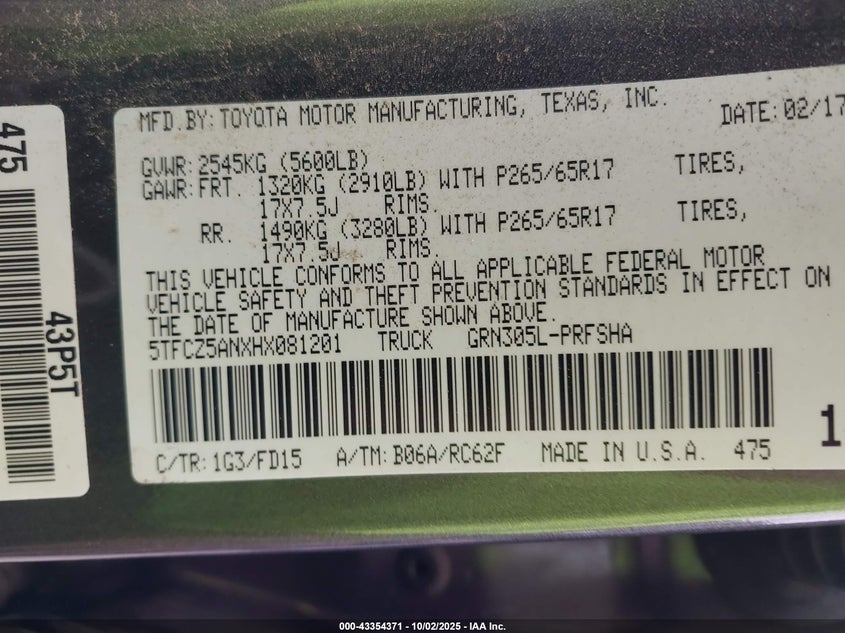 475
43P5T
MFD.BY: TOYOTA MOTOR MANUFACTURING, TEXAS, INC. DATE: 02/17
GVWR: 2545KG (5600LB)
GAWR: FRT. 1320KG (2910LB) WITH P265/65R17 TIRES,
17X7.5J RIMS.
RR. 1490KG (3280LB) WITH P265/65R17 TIRES,
17X7.5J RIMS.
THIS VEHICLE CONFORMS TO ALL APPLICABLE FEDERAL MOTOR
VEHICLE SAFETY AND THEFT PREVENTION STANDARDS IN EFFECT ON
THE DATE OF MANUFACTURE SHOWN ABOVE.
5TFCZ5ANXHX081201 TRUCK GRN305L-PRFSHA
1
C/TR: 1G3/FD15 A/TM: B06A/RC62F MADE IN U.S.A. 475
000-43354371 - 10/02/2025 - IAA Inc.